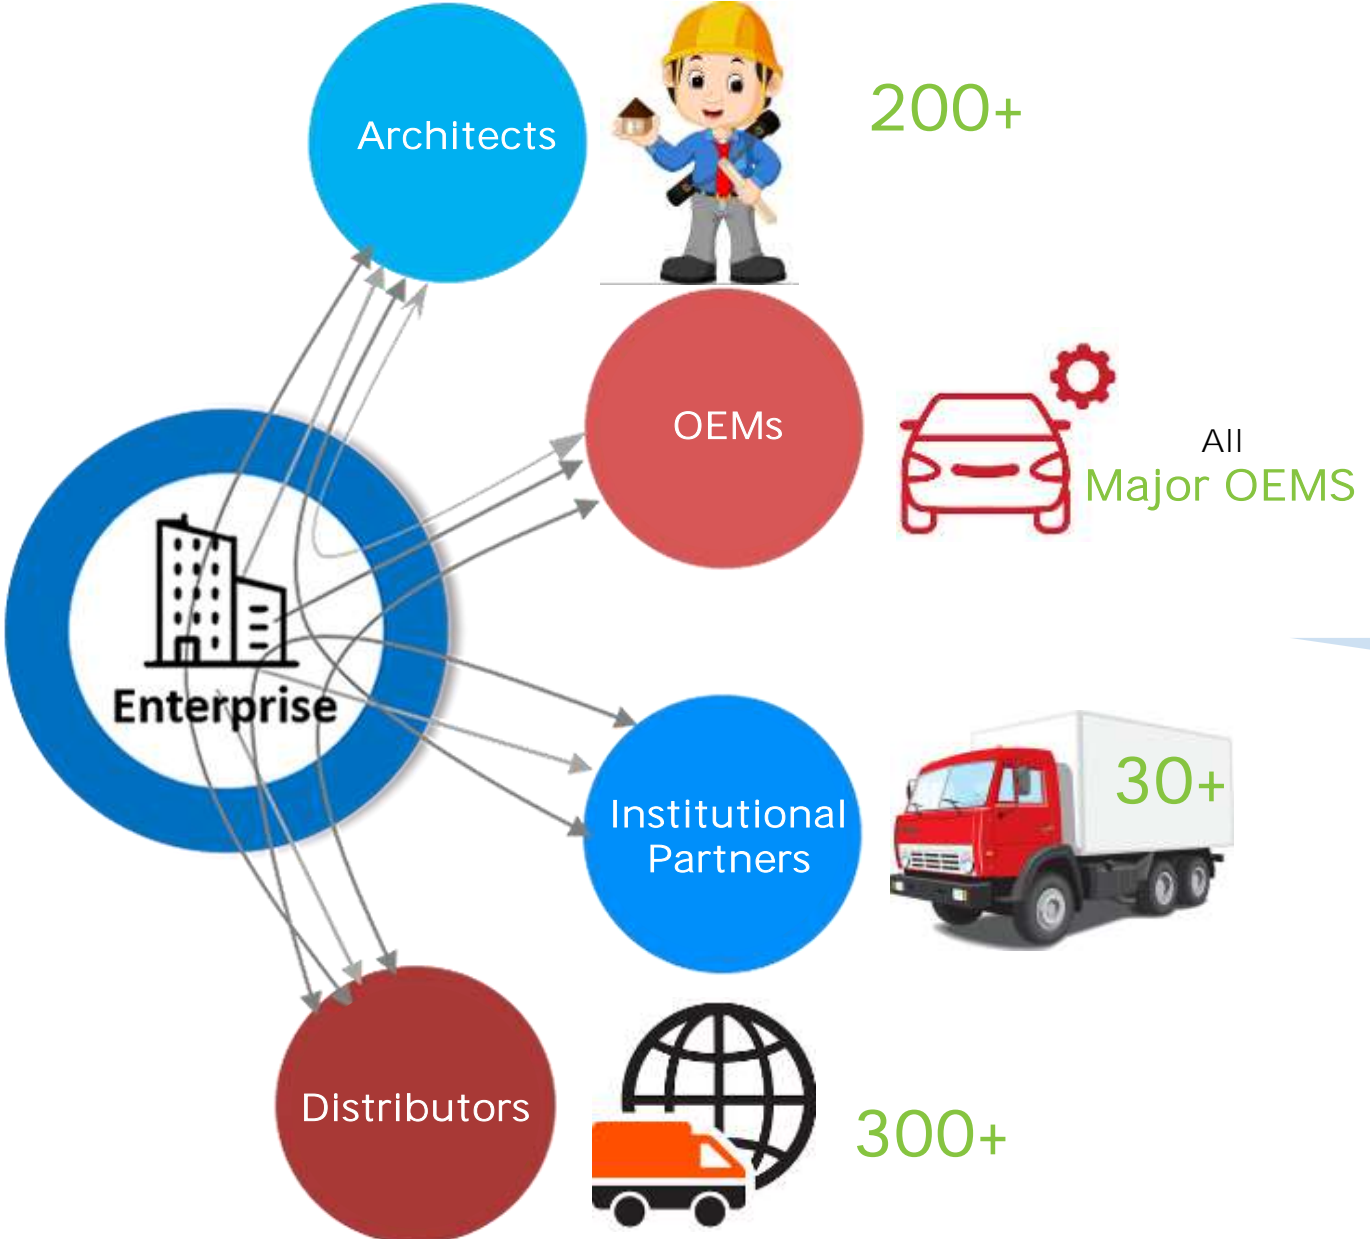 Architects
200+
OEMs
All
Major OEMS
Enterprise
Institutional
Partners
30+
Distributors
300+